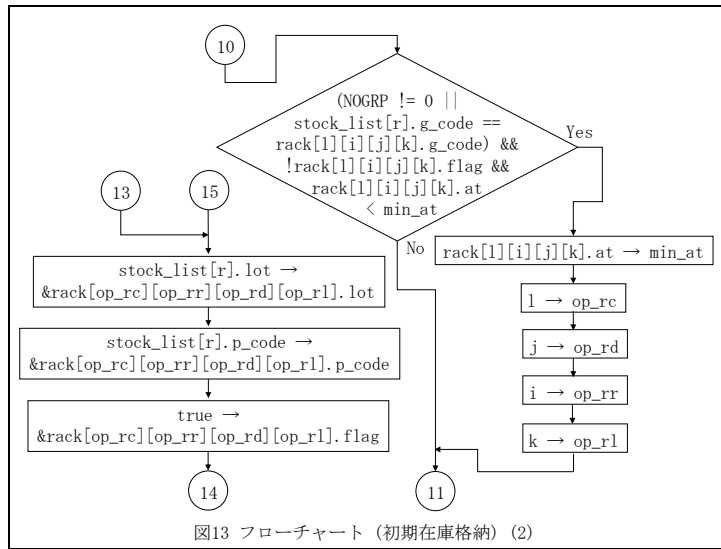 10
(NOGRP != 0 ||
stock_list[r].g_code ==
rack[l][i][j][k].g_code) &&
!rack[l][i][j][k].flag &&
rack[l][i][j][k].at
< min_at
Yes
No
13
15
stock_list[r].lot →
&rack[op_rc][op_rr][op_rd][op_rl].lot
stock_list[r].p_code →
&rack[op_rc][op_rr][op_rd][op_rl].p_code
true →
&rack[op_rc][op_rr][op_rd][op_rl].flag
14
rack[l][i][j][k].at → min_at
l → op_rc
j → op_rd
i → op_rr
k → op_rl
11
図13 フローチャート (初期在庫格納) (2)